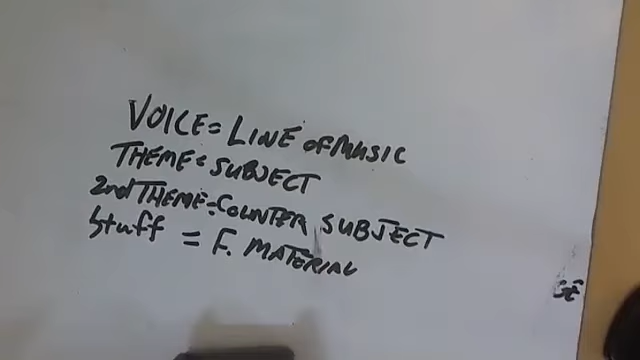 VOICE = LINE OF MUSIC
THEME = SUBJECT
2nd THEME = COUNTER SUBJECT
Stuff = F. MATERIAL